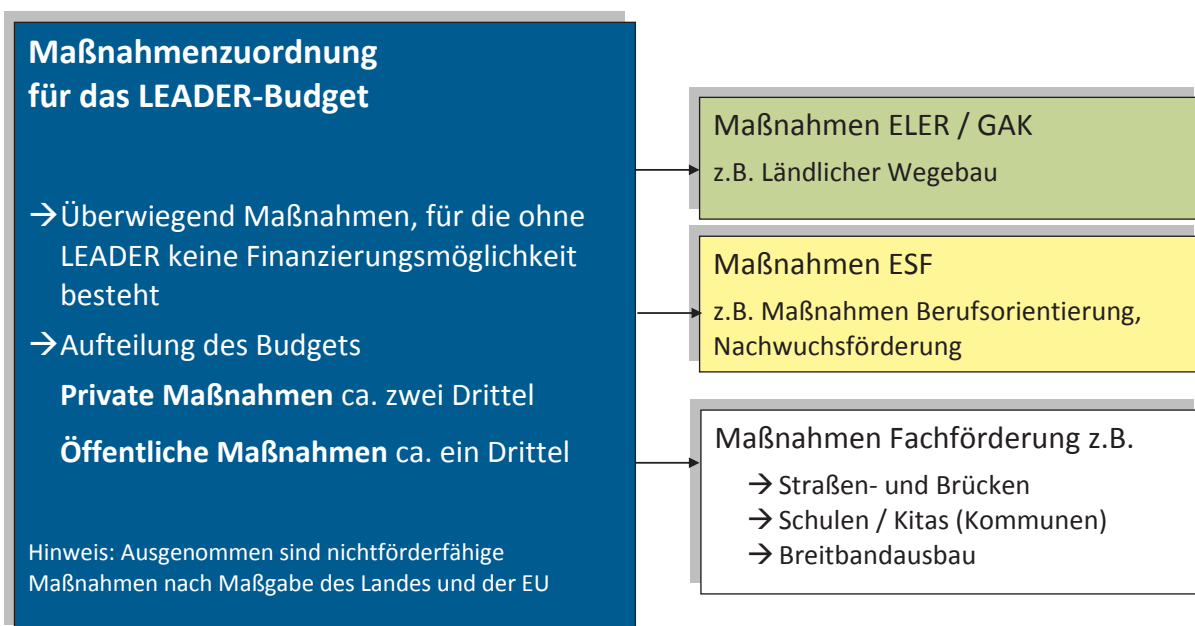 Maßnahmenzuordnung
für das LEADER-Budget
→Überwiegend Maßnahmen, für die ohne
LEADER keine Finanzierungsmöglichkeit
besteht
→Aufteilung des Budgets
Private Maßnahmen ca. zwei Drittel
Öffentliche Maßnahmen ca. ein Drittel
Hinweis: Ausgenommen sind nichtförderfähige
Maßnahmen nach Maßgabe des Landes und der EU
Maßnahmen ELER / GAK
z.B. Ländlicher Wegebau
Maßnahmen ESF
z.B. Maßnahmen Berufsorientierung,
Nachwuchsförderung
Maßnahmen Fachförderung z.B.
→ Straßen- und Brücken
→ Schulen / Kitas (Kommunen)
→ Breitbandausbau